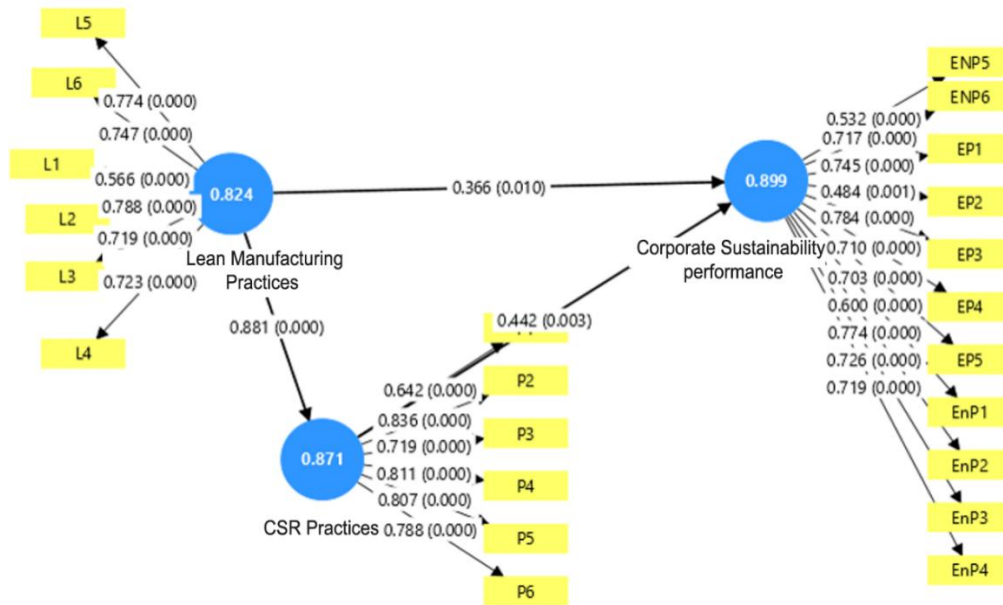 L5
L6
0.774 (0.000)
0.747 (0.000)
L1
0.566 (0.000)
L2
0.788 (0.000)
0.719 (0.000)
L3
0.723 (0.000)
L4
0.824
Lean Manufacturing
Practices
0.366 (0.010)
0.881 (0.000)
0.442 (0.003)
0.871
CSR Practices
0.642 (0.000)
0.836 (0.000)
0.719 (0.000)
0.811 (0.000)
0.807 (0.000)
0.788 (0.000)
P2
P3
P4
P5
P6
0.899
Corporate Sustainability
performance
0.532 (0.000)
0.717 (0.000)
0.745 (0.000)
0.484 (0.001)
0.784 (0.000)
0.710 (0.000)
0.703 (0.000)
0.600 (0.000)
0.774 (0.000)
0.726 (0.000)
0.719 (0.000)
ENP5
ENP6
EP1
EP2
EP3
EP4
EP5
EnP1
EnP2
EnP3
EnP4